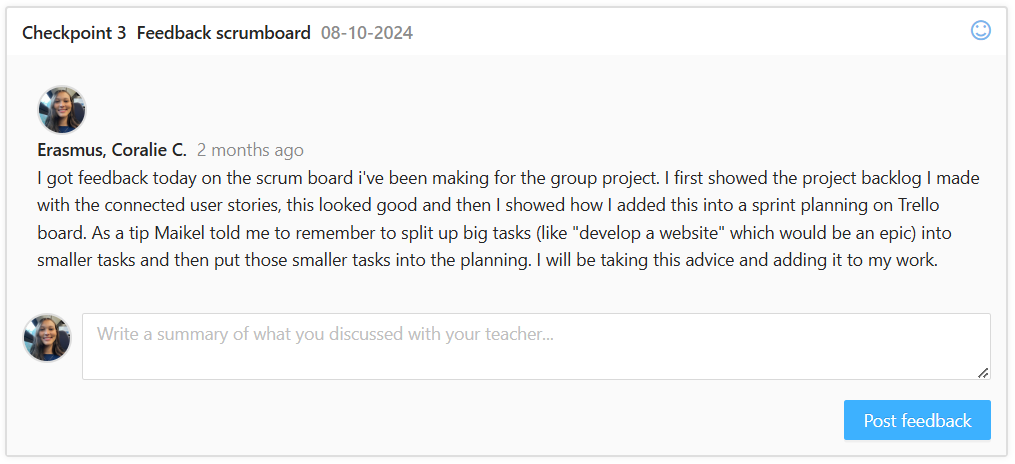 Checkpoint 3 Feedback scrumboard 08-10-2024
Erasmus, Coralie C. 2 months ago
I got feedback today on the scrum board i've been making for the group project. I first showed the project backlog I made
with the connected user stories, this looked good and then I showed how I added this into a sprint planning on Trello
board. As a tip Maikel told me to remember to split up big tasks (like "develop a website" which would be an epic) into
smaller tasks and then put those smaller tasks into the planning. I will be taking this advice and adding it to my work.
Write a summary of what you discussed with your teacher...
Post feedback